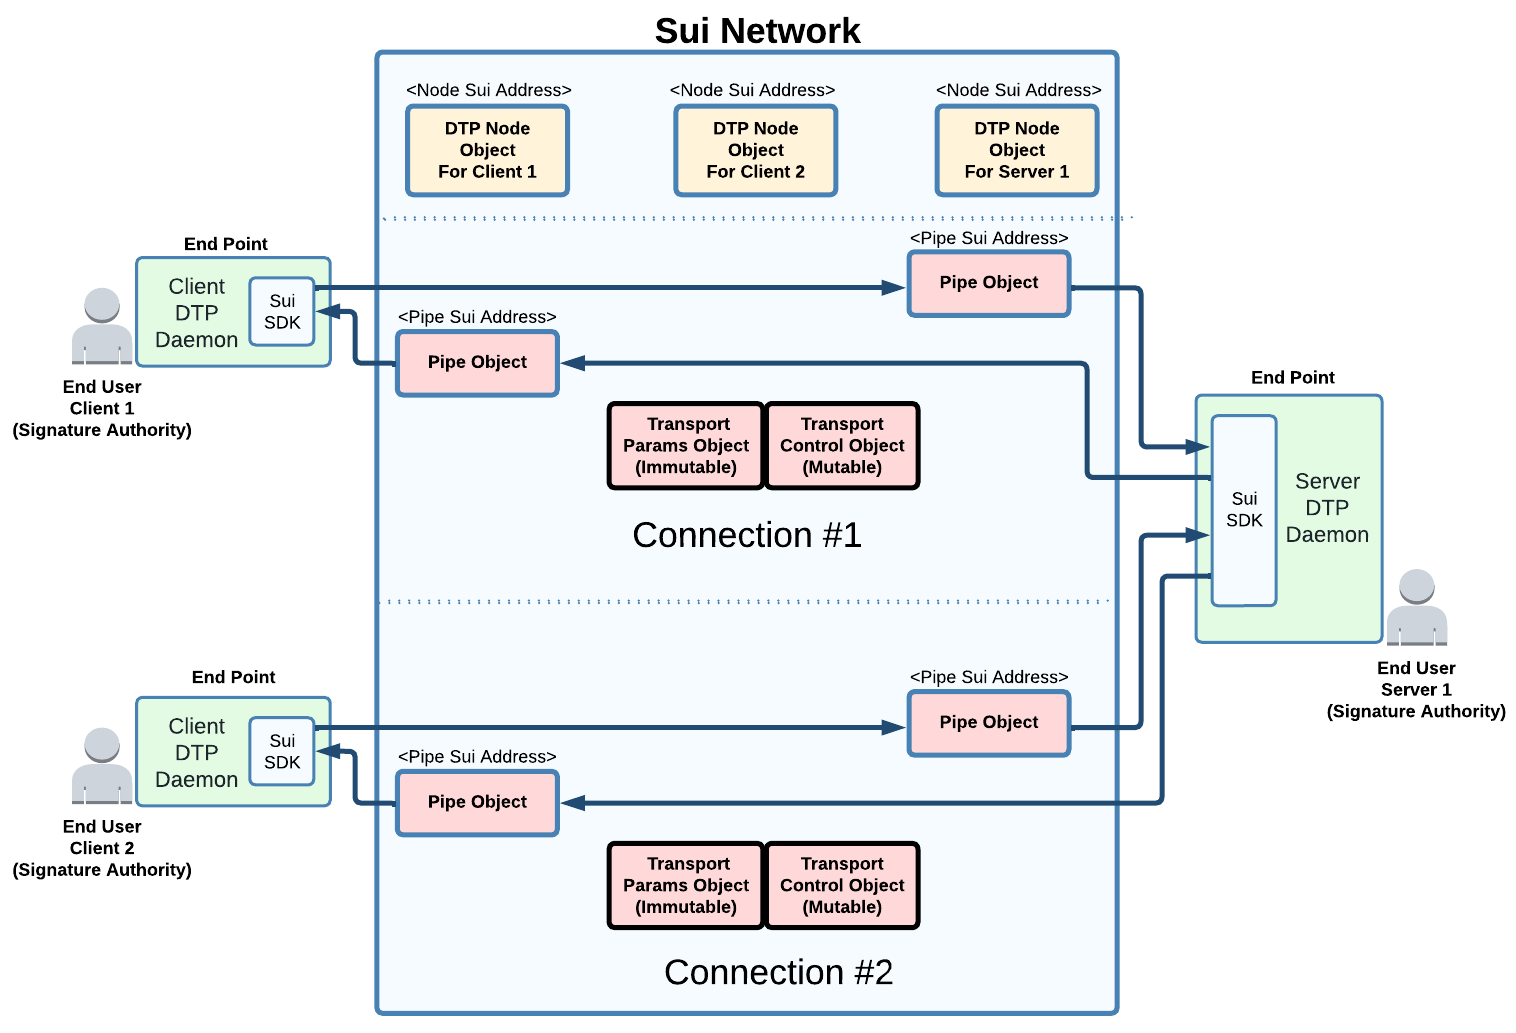 Sui Network
<Node Sui Address>
DTP Node
Object
For Client 1
<Node Sui Address>
DTP Node
Object
For Client 2
<Node Sui Address>
DTP Node
Object
For Server 1
End Point
Client
DTP
Daemon
Sui
SDK
End User
Client 1
(Signature Authority)
<Pipe Sui Address>
Pipe Object
<Pipe Sui Address>
Pipe Object
Transport
Params Object
(Immutable)
Transport
Control Object
(Mutable)
Connection #1
End Point
Sui
SDK
Server
DTP
Daemon
End User
Server 1
(Signature Authority)
End Point
Client
DTP
Daemon
Sui
SDK
End User
Client 2
(Signature Authority)
<Pipe Sui Address>
Pipe Object
<Pipe Sui Address>
Pipe Object
Transport
Params Object
(Immutable)
Transport
Control Object
(Mutable)
Connection #2